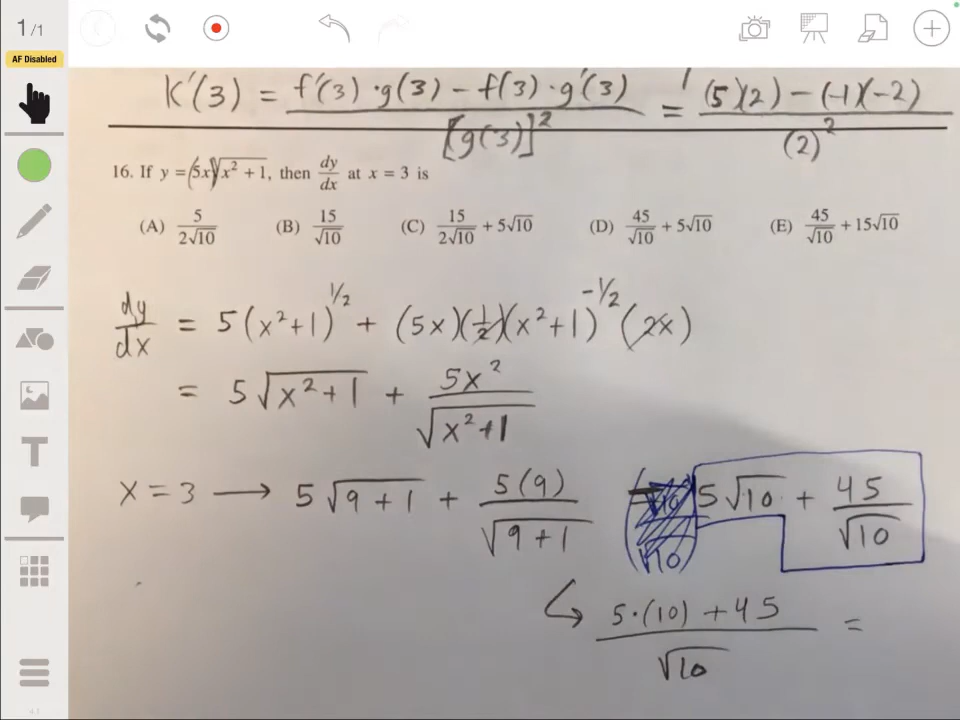 1/1
AF Disabled
K'(3) = f'(3)·g(3) − f(3)·g'(3) / [g(3)]² = (5)(2) − (-1)(-2) / (2)²
16. If y = (5x)√(x² + 1), then dy/dx at x = 3 is
(A) 5/(2√10) (B) 15/√10 (C) 15/(2√10) + 5√10 (D) 45/√10 + 5√10 (E) 45/√10 + 15√10
dy/dx = 5(x²+1)^(1/2) + (5x)(1/2)(x²+1)^(-1/2) (2x)
= 5√(x²+1) + 5x²/√(x²+1)
x = 3 → 5√(9+1) + 5(9)/√(9+1) 5√10 + 45/√10
(√10)
↳ 5·(10) + 45 / √10 =
T